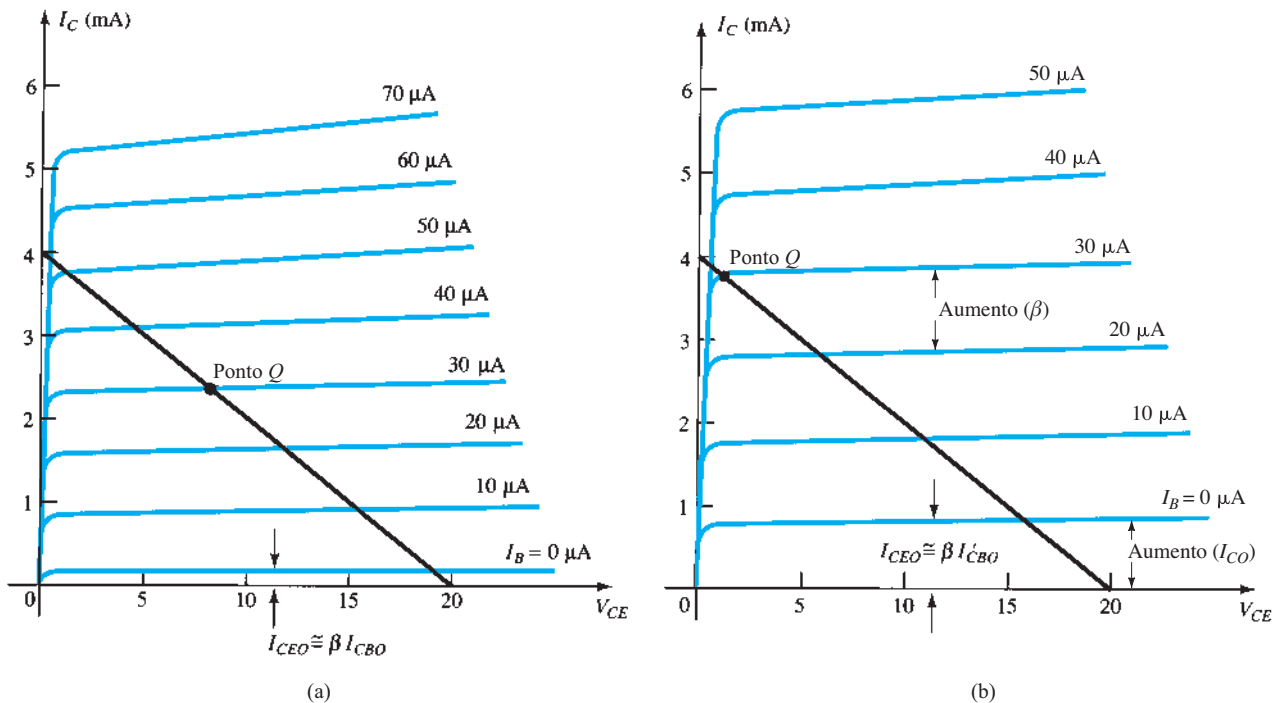 I_C (mA)
6
5
4
3
2
1
0
5
10
15
20
V_CE
70 µA
60 µA
50 µA
40 µA
30 µA
Ponto Q
20 µA
10 µA
I_B = 0 µA
I_CEO ≅ β I_CBO
(a)
I_C (mA)
6
5
4
3
2
1
0
5
10
15
20
V_CE
50 µA
40 µA
30 µA
Ponto Q
Aumento (β)
20 µA
10 µA
I_B = 0 µA
I_CEO ≅ β I'_CBO
Aumento (I_CO)
(b)